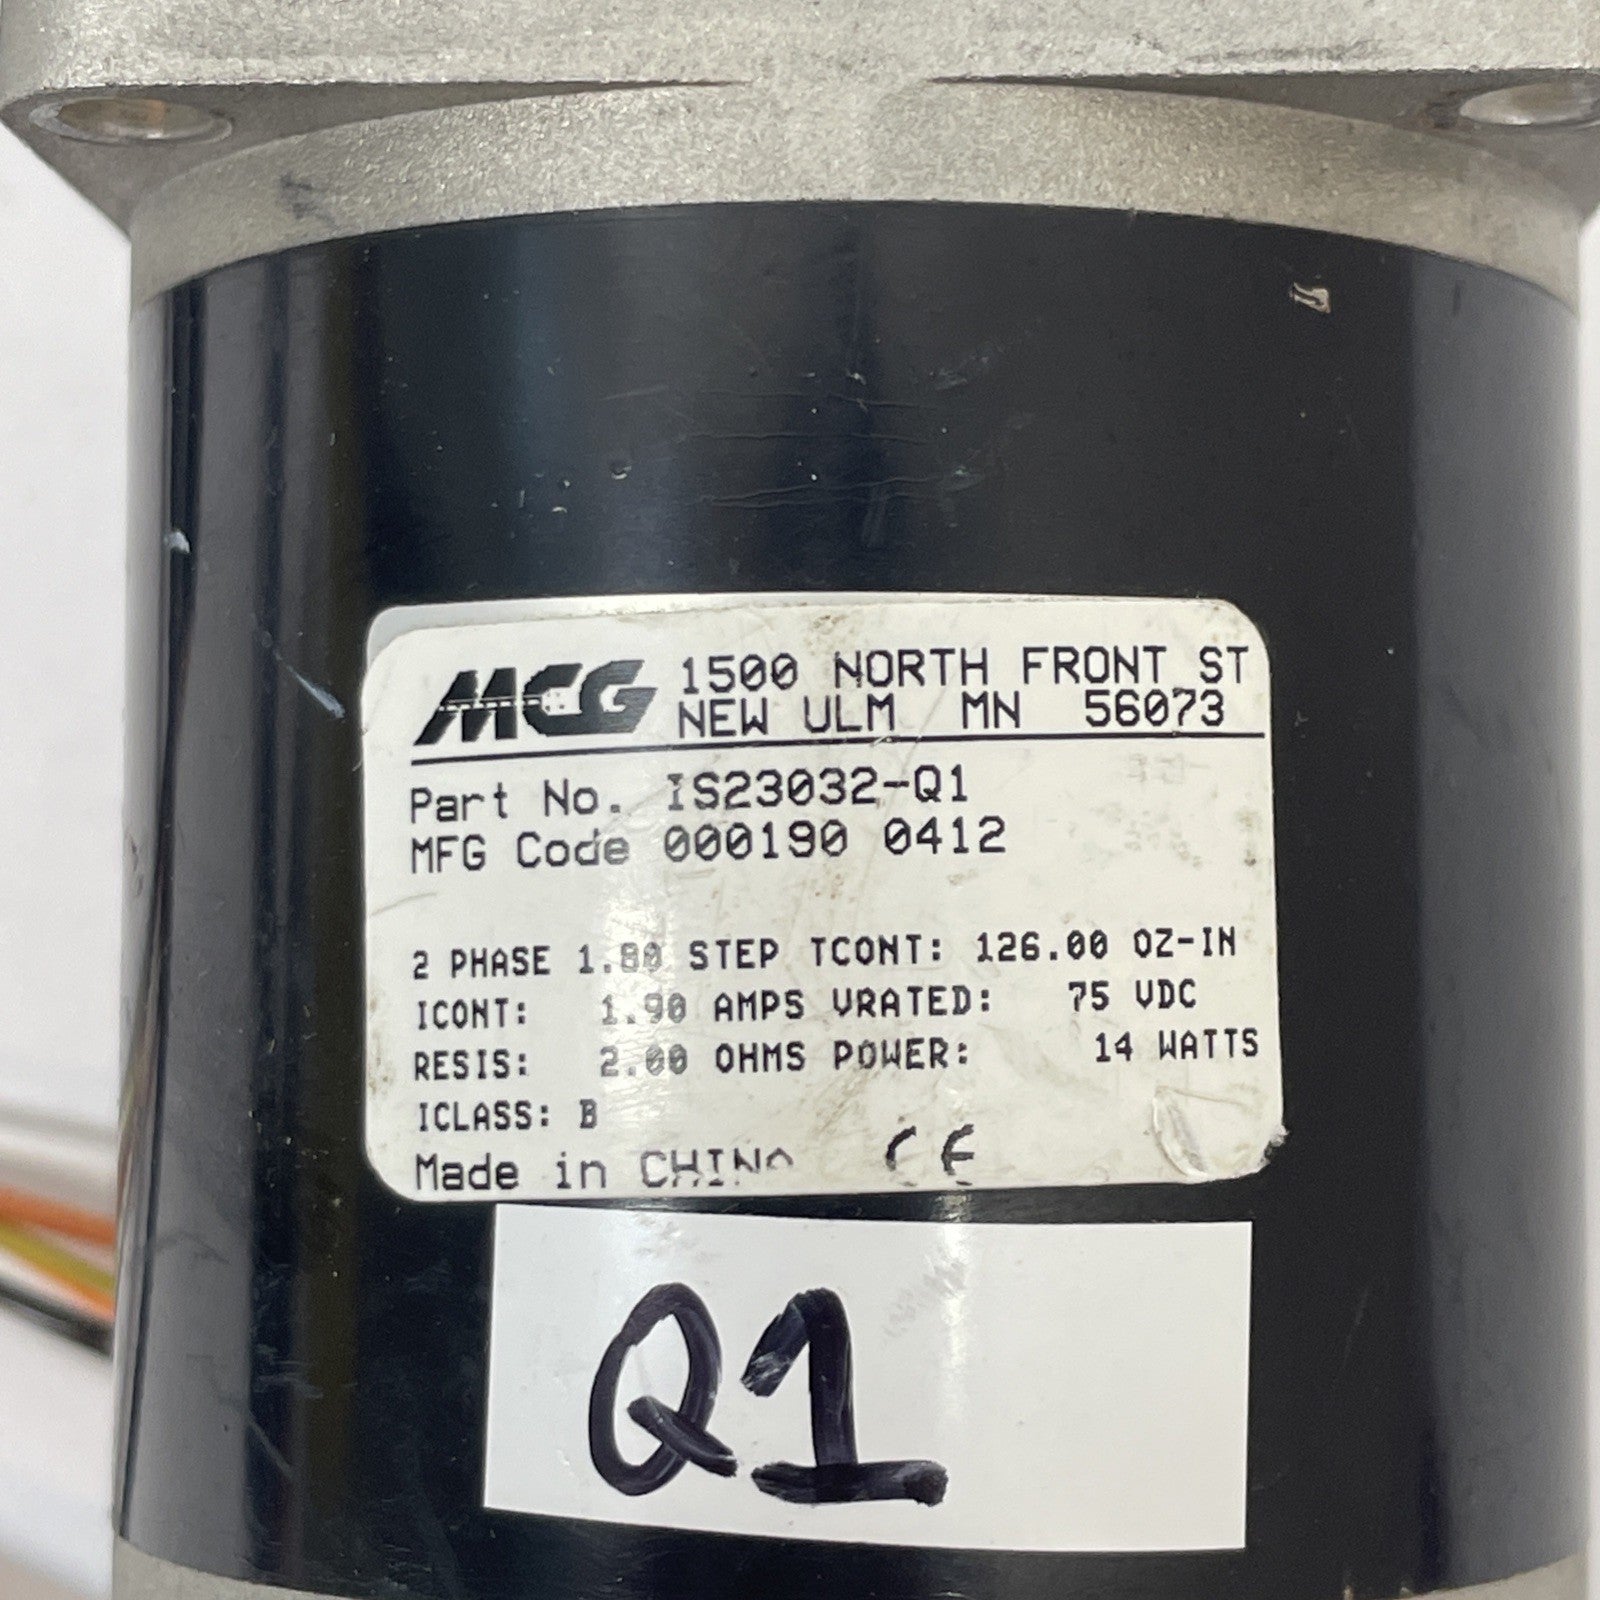 MCG 1500 NORTH FRONT ST
NEW ULM MN 56073
Part No. IS23032-Q1
MFG Code 000190 0412
2 PHASE 1.80 STEP TCONT: 126.00 OZ-IN
ICONT: 1.90 AMPS VRATED: 75 VDC
RESIS: 2.00 OHMS POWER: 14 WATTS
ICLASS: B
Made in CHINA CE
Q1